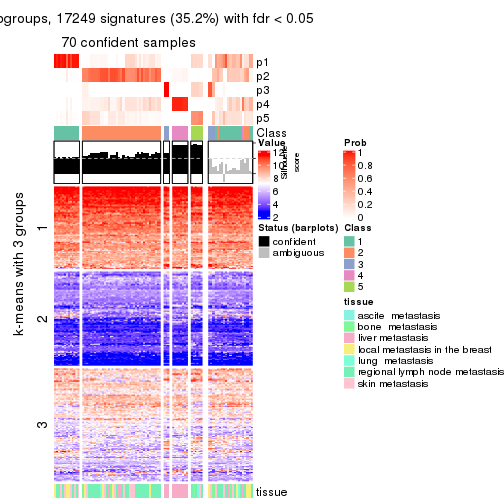 ogroups, 17249 signatures (35.2%) with fdr < 0.05
70 confident samples
p1
p2
p3
p4
p5
Class
Silhouette
score
k-means with 3 groups
1
2
3
tissue
Value
12
10
8
6
4
2
Prob
1
0.8
0.6
0.4
0.2
0
Status (barplots)
confident
ambiguous
Class
1
2
3
4
5
tissue
ascite metastasis
bone metastasis
liver metastasis
local metastasis in the breast
lung metastasis
regional lymph node metastasis
skin metastasis